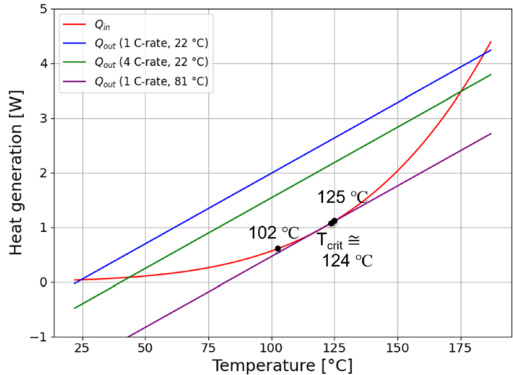 5
4
3
2
1
0
−1
Heat generation [W]
Q_in
Q_out (1 C-rate, 22 °C)
Q_out (4 C-rate, 22 °C)
Q_out (1 C-rate, 81 °C)
125 °C
102 °C
T_crit ≅
124 °C
25 50 75 100 125 150 175
Temperature [°C]